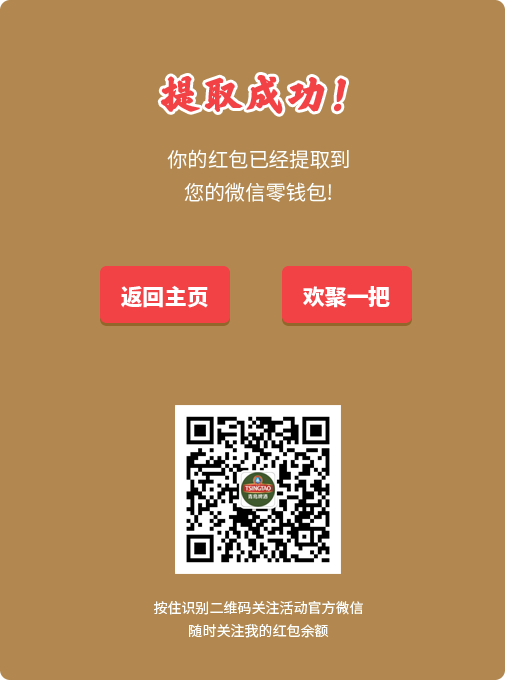 提取成功！
你的红包已经提取到
您的微信零钱包!
返回主页
欢聚一把
TSINGTAO
青岛啤酒
按住识别二维码关注活动官方微信
随时关注我的红包余额